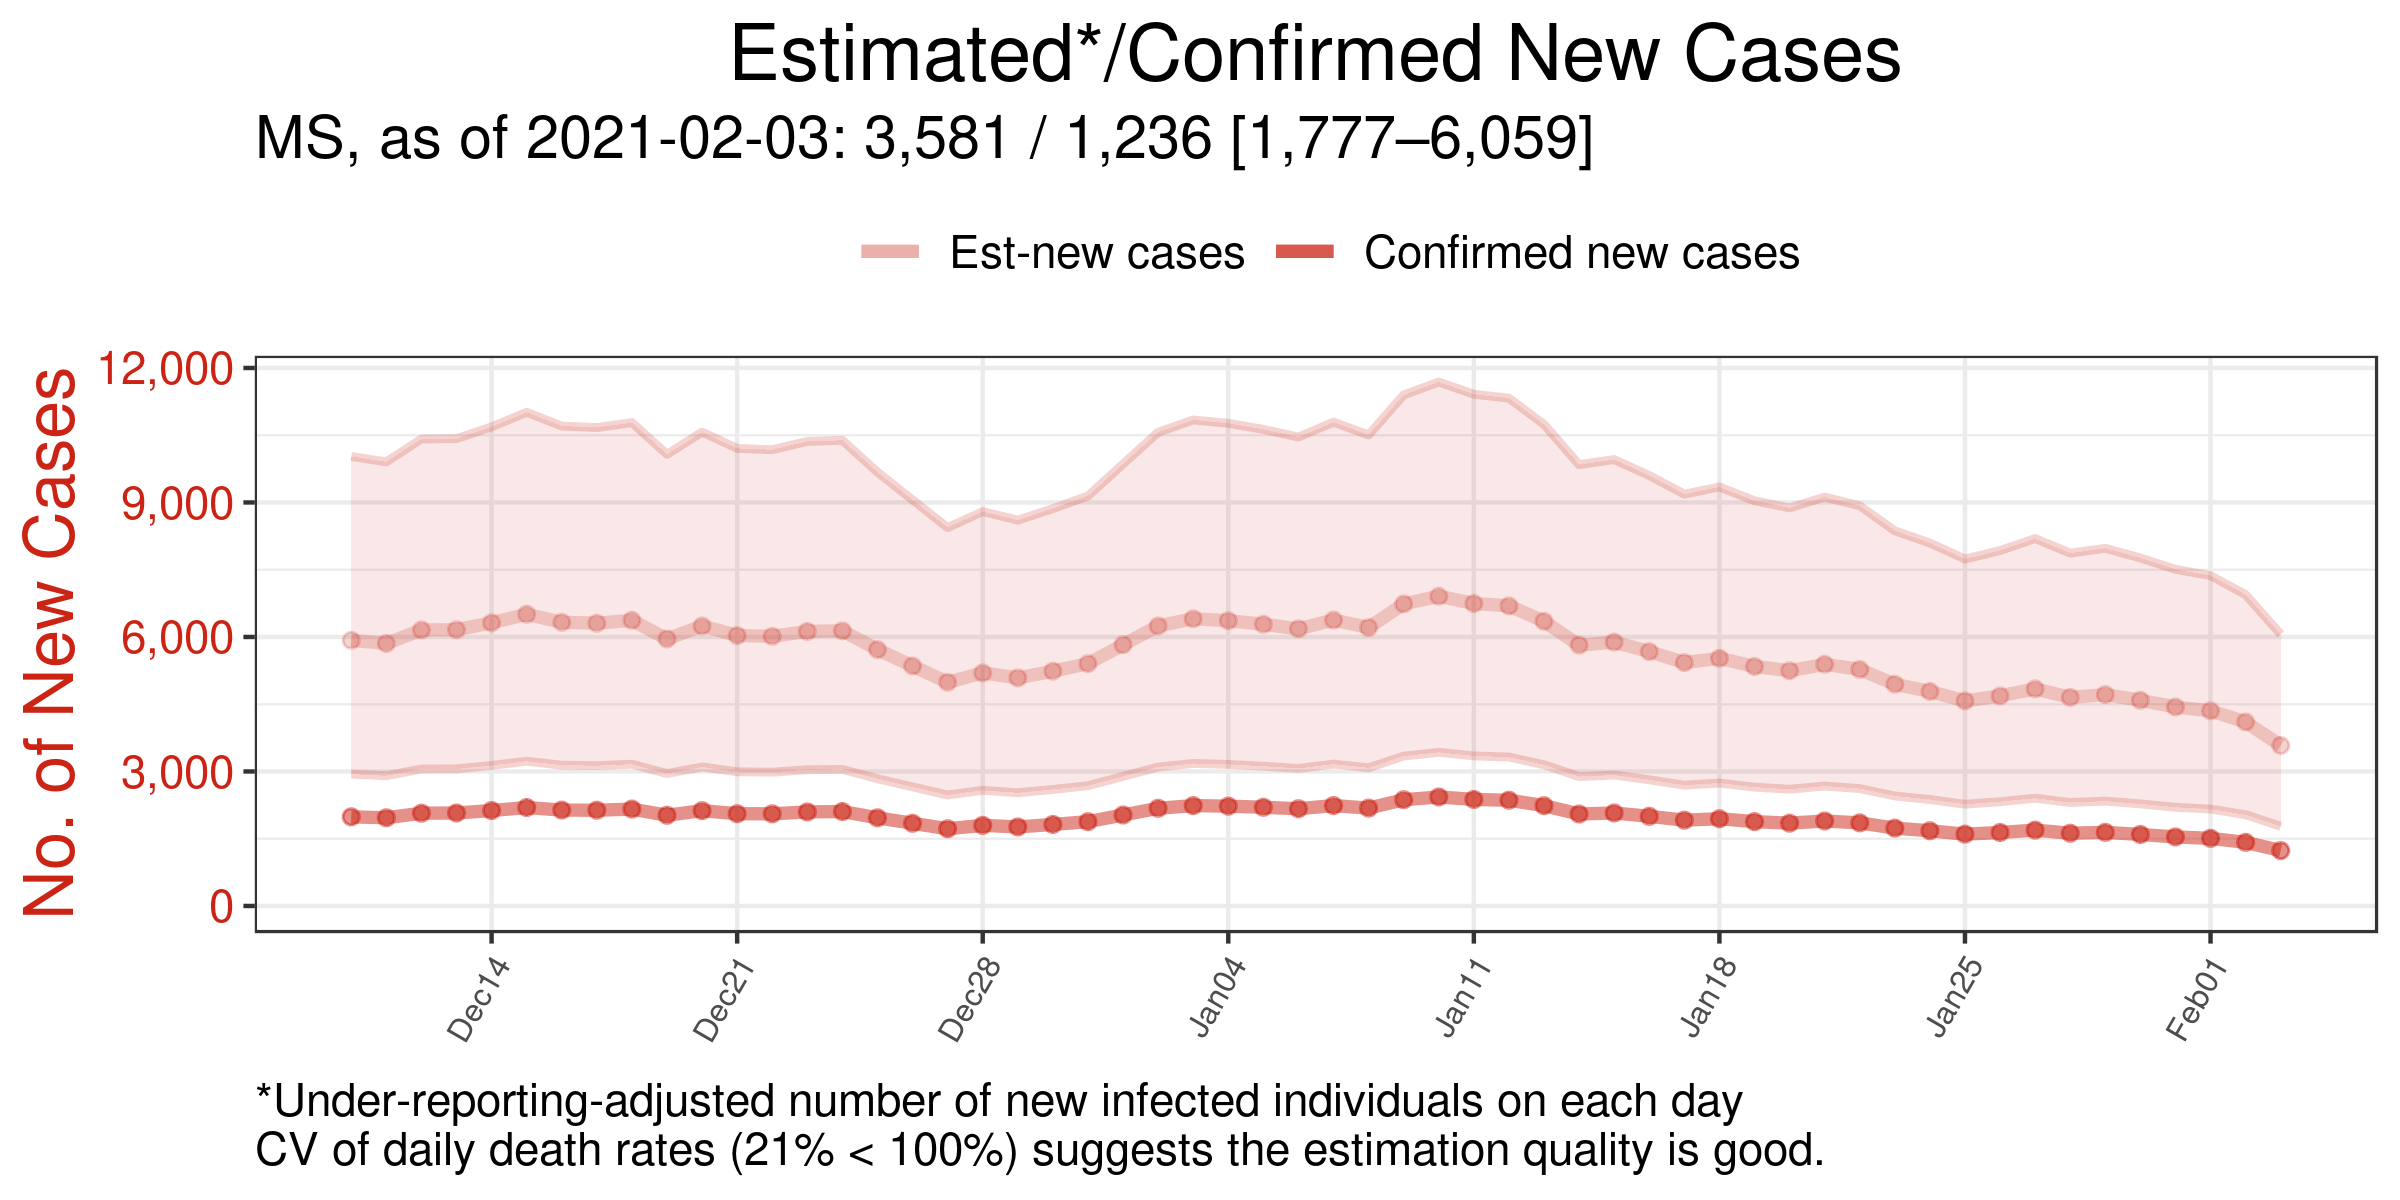 Estimated*/Confirmed New Cases
MS, as of 2021-02-03: 3,581 / 1,236 [1,777–6,059]
Est-new cases
Confirmed new cases
No. of New Cases
12,000
9,000
6,000
3,000
0
Dec14
Dec21
Dec28
Jan04
Jan11
Jan18
Jan25
Feb01
*Under-reporting-adjusted number of new infected individuals on each day
CV of daily death rates (21% < 100%) suggests the estimation quality is good.